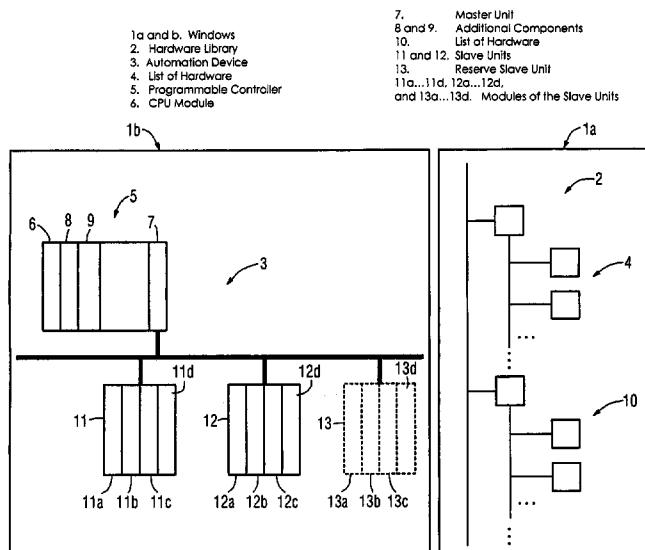 1a and b. Windows
2. Hardware Library
3. Automation Device
4. List of Hardware
5. Programmable Controller
6. CPU Module
7. Master Unit
8 and 9. Additional Components
10. List of Hardware
11 and 12. Slave Units
13. Reserve Slave Unit
11a...11d, 12a...12d,
and 13a...13d. Modules of the Slave Units
1b
1a
5
2
6 8 9 7
3
4
11d 12d 13d
11 12 13
10
11a 11b 11c 12a 12b 12c 13a 13b 13c